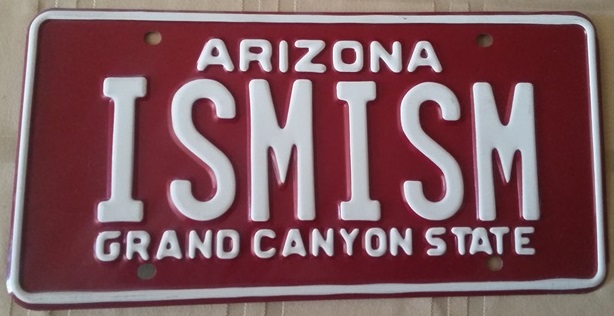 ARIZONA
ISMISM
GRAND CANYON STATE